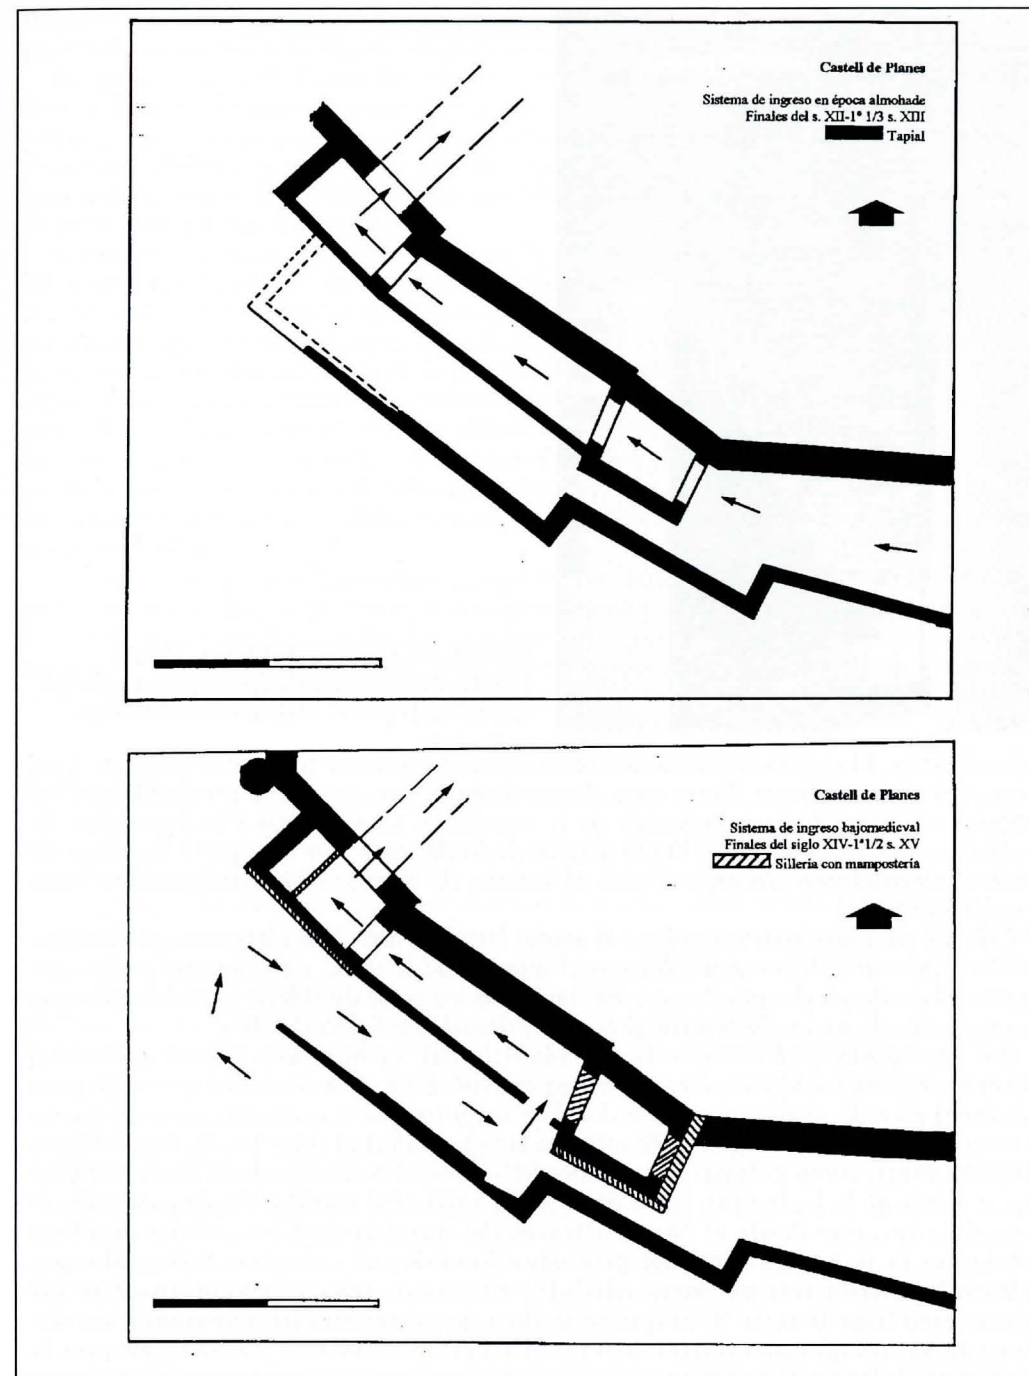 Castell de Planes
Sistema de ingreso en época almohade
Finales del s. XII-1º 1/3 s. XIII
Tapial
Castell de Planes
Sistema de ingreso bajomedieval
Finales del siglo XIV-1ª1/2 s. XV
Sillería con mampostería